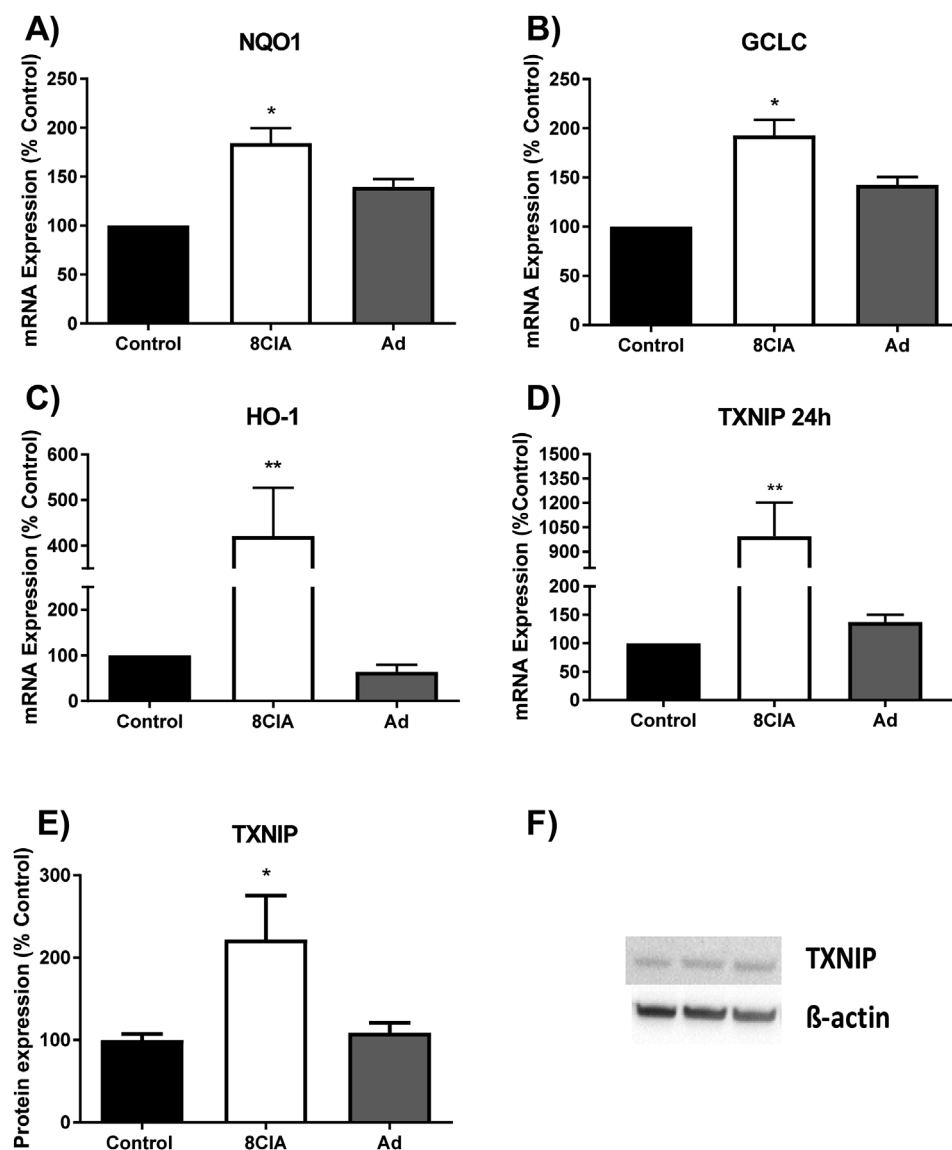 A)
NQO1
mRNA Expression (% Control)
250
200
150
100
50
0
*
Control 8ClA Ad
B)
GCLC
mRNA Expression (% Control)
250
200
150
100
50
0
*
Control 8ClA Ad
C)
HO-1
mRNA Expression (% Control)
600
500
400
200
100
0
**
Control 8ClA Ad
D)
TXNIP 24h
mRNA Expression (%Control)
1500
1350
1200
1050
900
200
150
100
50
0
**
Control 8ClA Ad
E)
TXNIP
Protein expression (% Control)
300
200
100
0
*
Control 8ClA Ad
F)
TXNIP
ß-actin